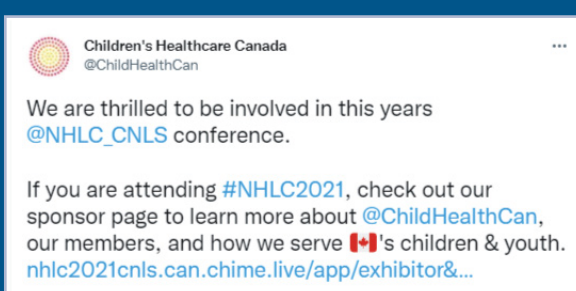 Children's Healthcare Canada
@ChildHealthCan
...
We are thrilled to be involved in this years
@NHLC_CNLS conference.
If you are attending #NHLC2021, check out our
sponsor page to learn more about @ChildHealthCan,
our members, and how we serve 🇨🇦's children & youth.
nhlc2021cnls.can.chime.live/app/exhibitor&...